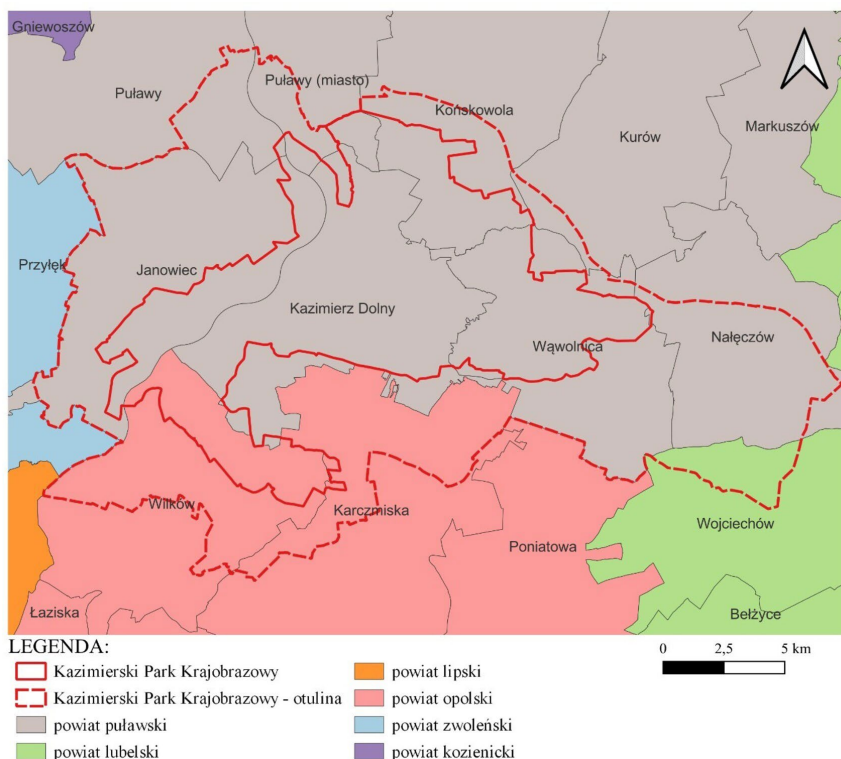 Gniewoszów
Puławy
Puławy (miasto)
Końskowola
Kurów
Markuszów
Przyłęk
Janowiec
Kazimierz Dolny
Wąwolnica
Nałęczów
Wilków
Karczmiska
Wojciechów
Poniatowa
Łaziska
Bełżyce
LEGENDA:
0 2,5 5 km
Kazimierski Park Krajobrazowy
Kazimierski Park Krajobrazowy - otulina
powiat puławski
powiat lubelski
powiat lipski
powiat opolski
powiat zwoleński
powiat kozienicki